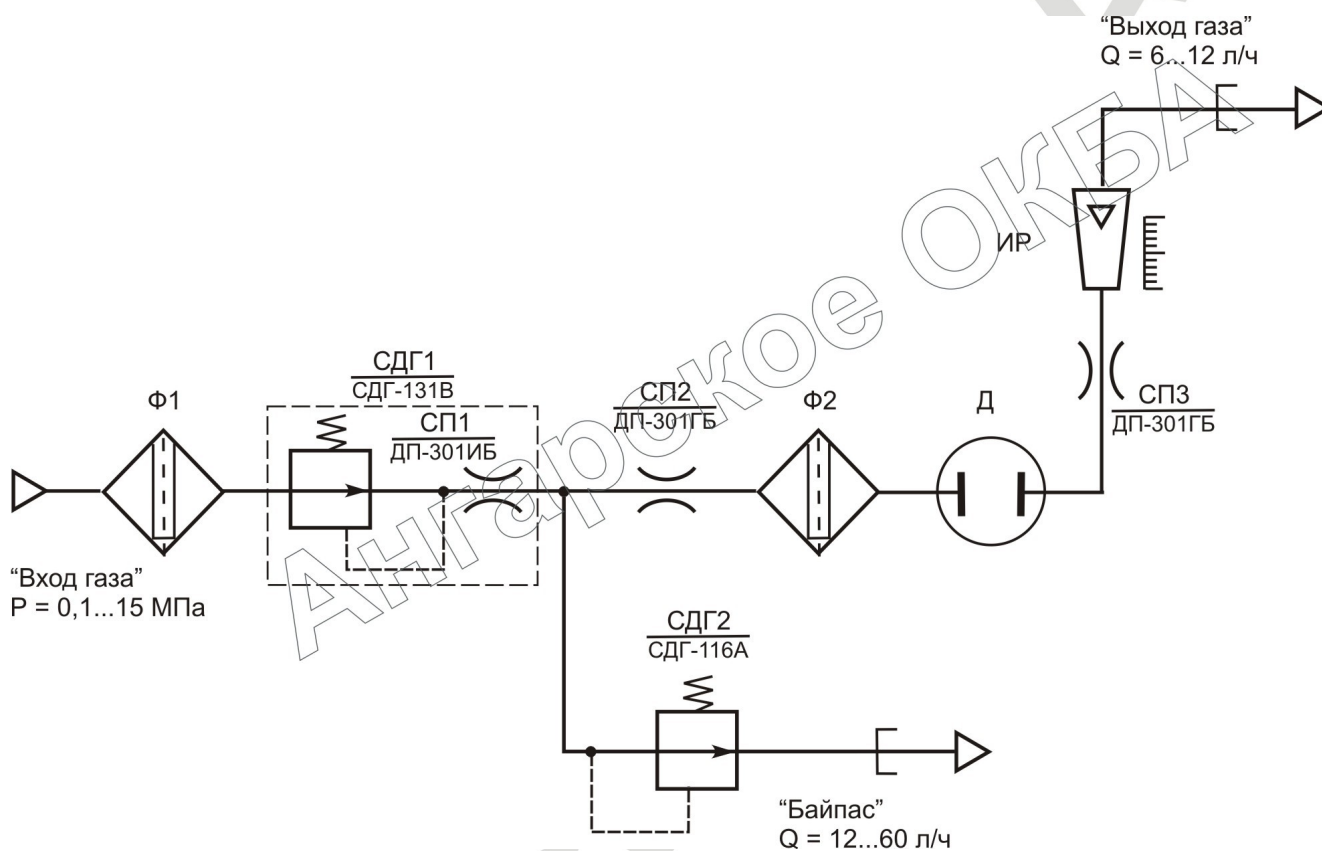 “Выход газа”
Q = 6...12 л/ч
ИР
СДГ1
СДГ-131В
СП1
ДП-301ИБ
СП2
ДП-301ГБ
СП3
ДП-301ГБ
Ф1
Ф2
Д
“Вход газа”
P = 0,1...15 МПа
СДГ2
СДГ-116А
“Байпас”
Q = 12...60 л/ч
Ангарское ОКБА